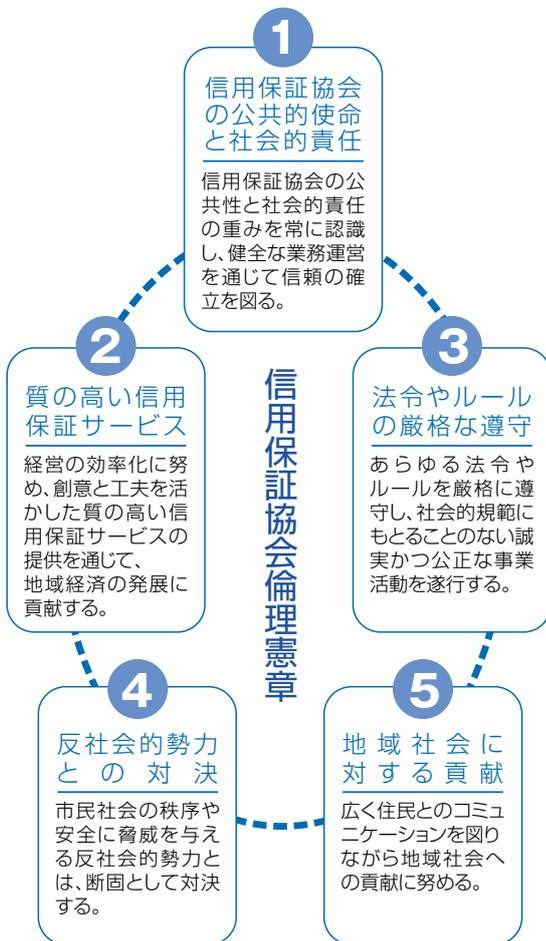 1
信用保証協会
の公共的使命
と社会的責任
信用保証協会の公
共性と社会的責任
の重みを常に認識
し、健全な業務運営
を通じて信頼の確
立を図る。
2
質の高い信用
保証サービス
経営の効率化に努
め、創意と工夫を活
かした質の高い信
用保証サービスの
提供を通じて、
地域経済の発展に
貢献する。
信用保証協会倫理憲章
3
法令やルール
の厳格な遵守
あらゆる法令や
ルールを厳格に遵
守し、社会的規範に
もとることのない誠
実かつ公正な事業
活動を遂行する。
4
反社会的勢力
との対決
市民社会の秩序や
安全に脅威を与え
る反社会的勢力と
は、断固として対決
する。
5
地域社会に
対する貢献
広く住民とのコミュ
ニケーションを図り
ながら地域社会へ
の貢献に努める。